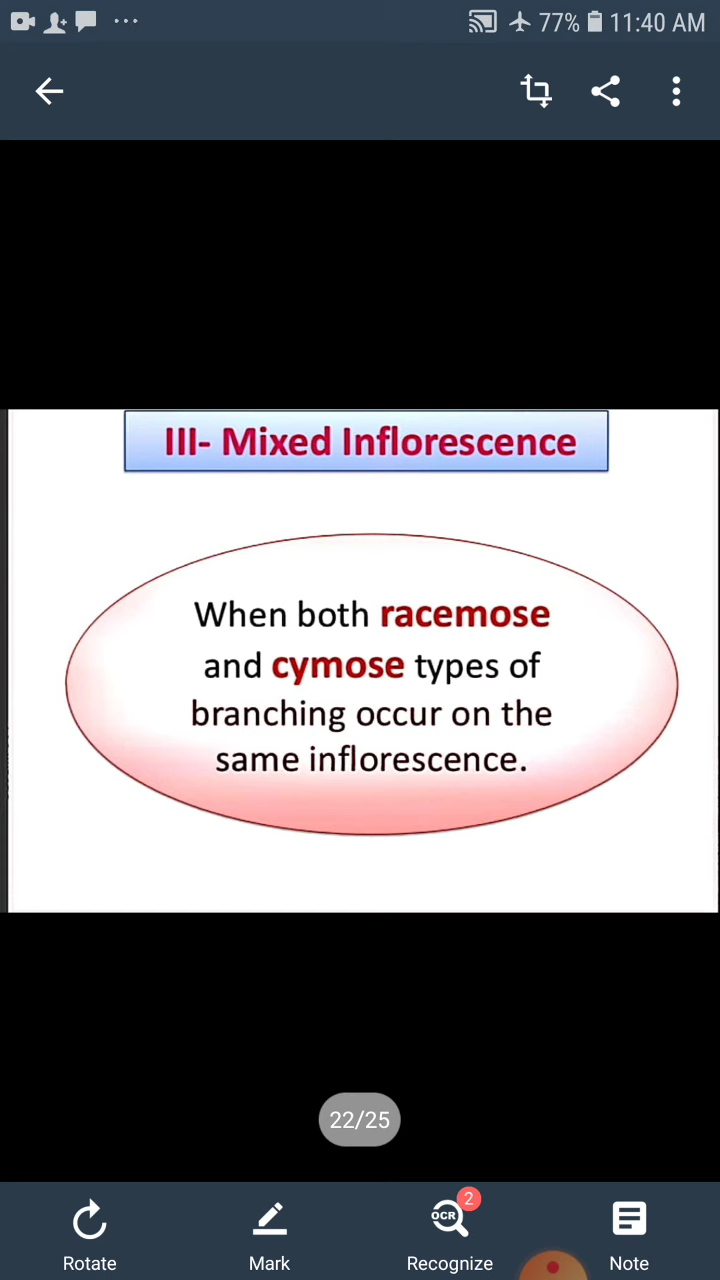 77% 11:40 AM
III- Mixed Inflorescence
When both racemose
and cymose types of
branching occur on the
same inflorescence.
22/25
OCR 2
Rotate Mark Recognize Note